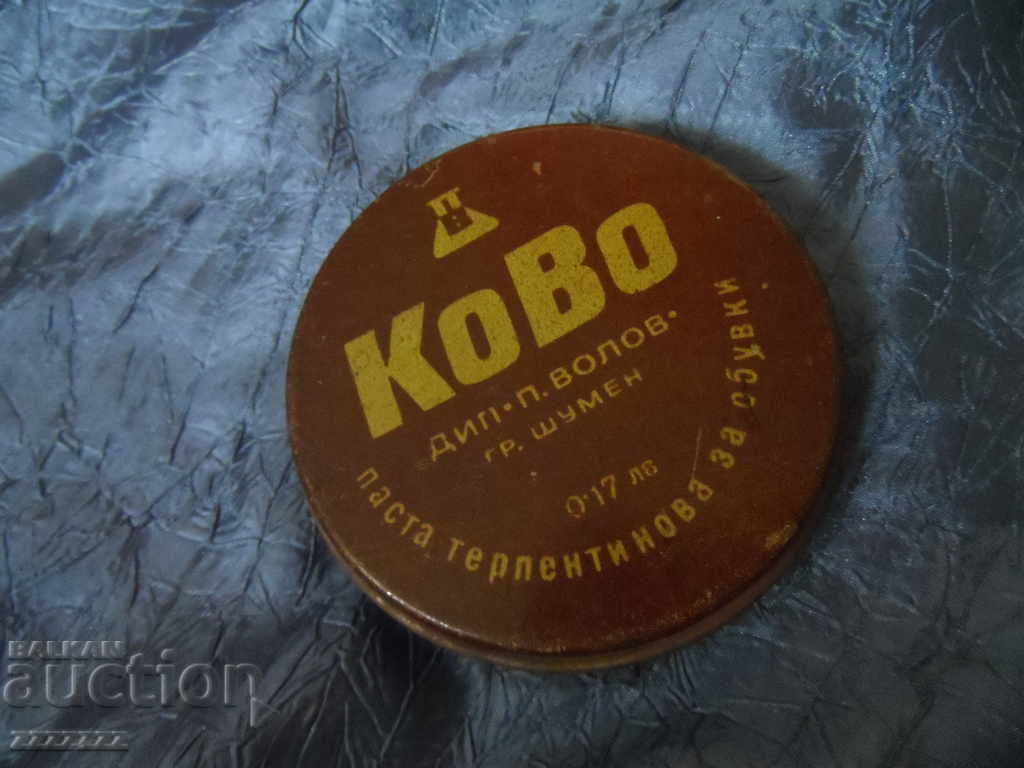 КоВо
ДИП • П. ВОЛОВ •
ГР. ШУМЕН
0·17 лв
паста терпентинова за обувки
BALKAN
auction